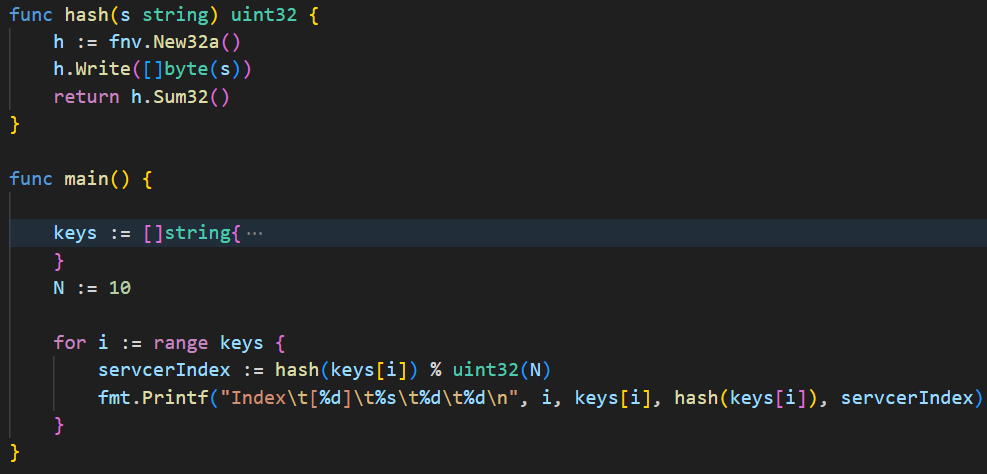 func hash(s string) uint32 {
    h := fnv.New32a()
    h.Write([]byte(s))
    return h.Sum32()
}
func main() {
    keys := []string{ ···
    }
    N := 10
    for i := range keys {
        servcerIndex := hash(keys[i]) % uint32(N)
        fmt.Printf("Index\t[%d]\t%s\t%d\t%d\n", i, keys[i], hash(keys[i]), servcerIndex)
    }
}